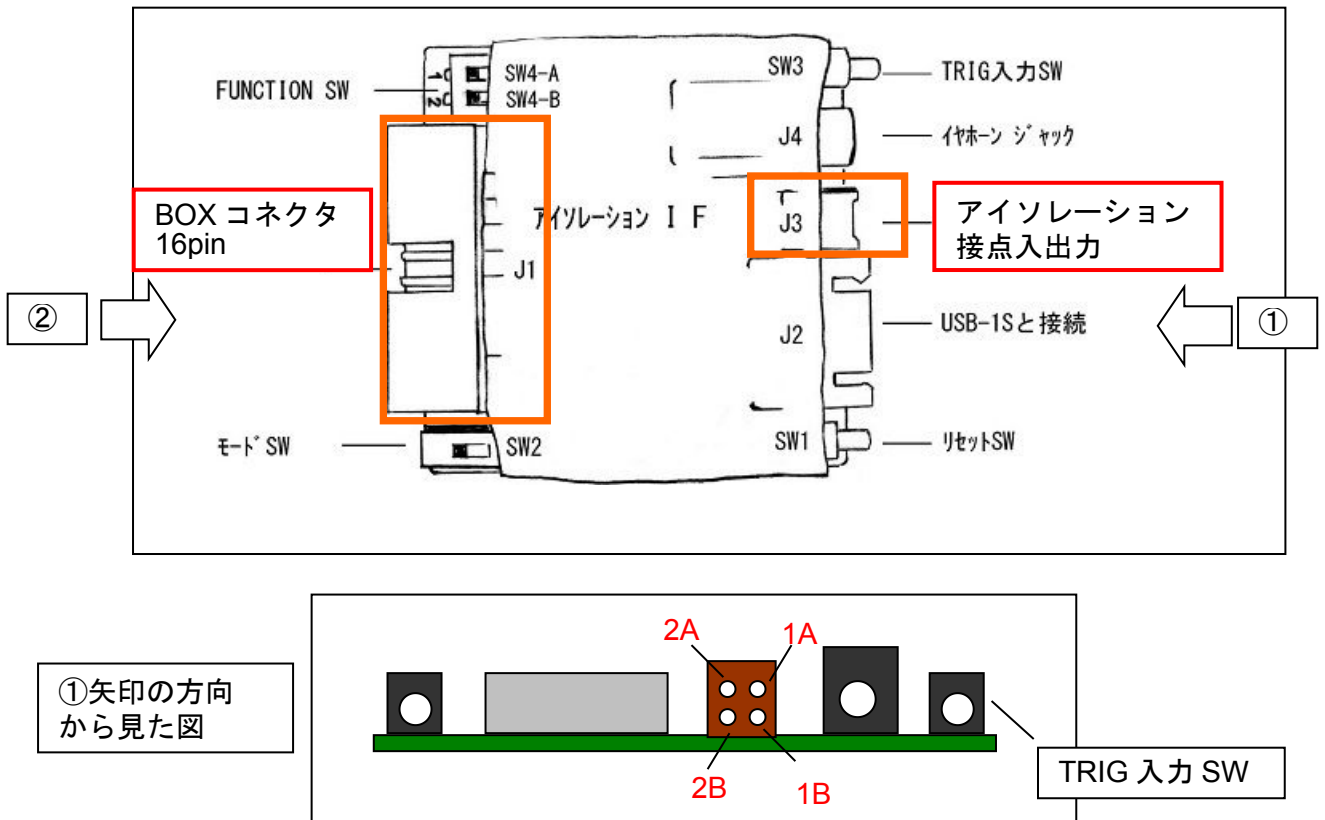 FUNCTION SW
1
2
SW4-A
SW4-B
SW3
TRIG入力SW
J4
イヤホーン ジャック
BOX コネクタ
16pin
アイソレーション I F
J3
アイソレーション
接点入出力
J1
②
J2
USB-1Sと接続
①
モードSW
SW2
SW1
リセットSW
2A
1A
①矢印の方向
から見た図
2B
1B
TRIG 入力 SW